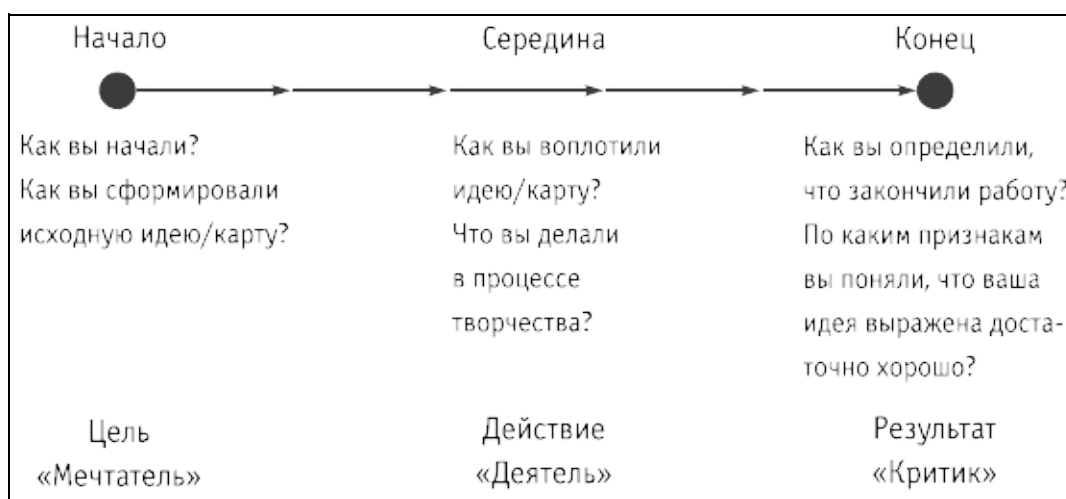 Начало
Середина
Конец
Как вы начали?
Как вы сформировали
исходную идею/карту?
Как вы воплотили
идею/карту?
Что вы делали
в процессе
творчества?
Как вы определили,
что закончили работу?
По каким признакам
вы поняли, что ваша
идея выражена доста-
точно хорошо?
Цель
«Мечтатель»
Действие
«Деятель»
Результат
«Критик»